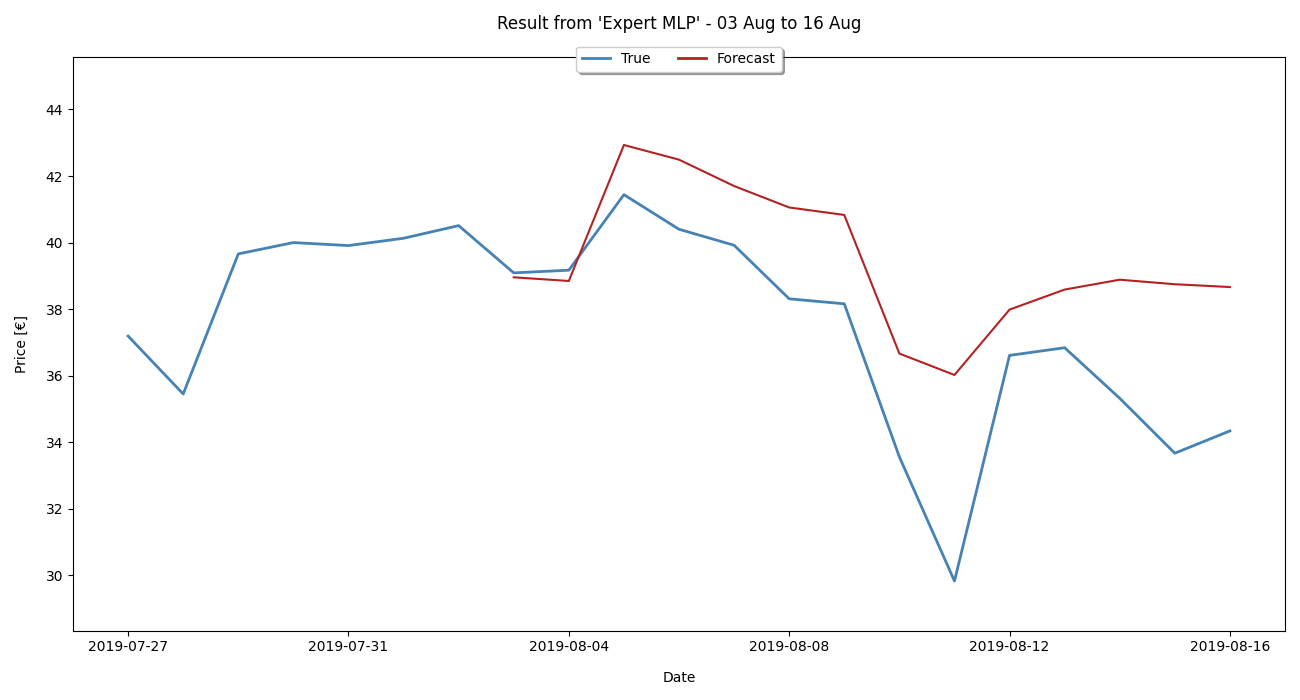 Result from 'Expert MLP' - 03 Aug to 16 Aug
True Forecast
44
42
40
38
36
34
32
30
Price [€]
2019-07-27 2019-07-31 2019-08-04 2019-08-08 2019-08-12 2019-08-16
Date